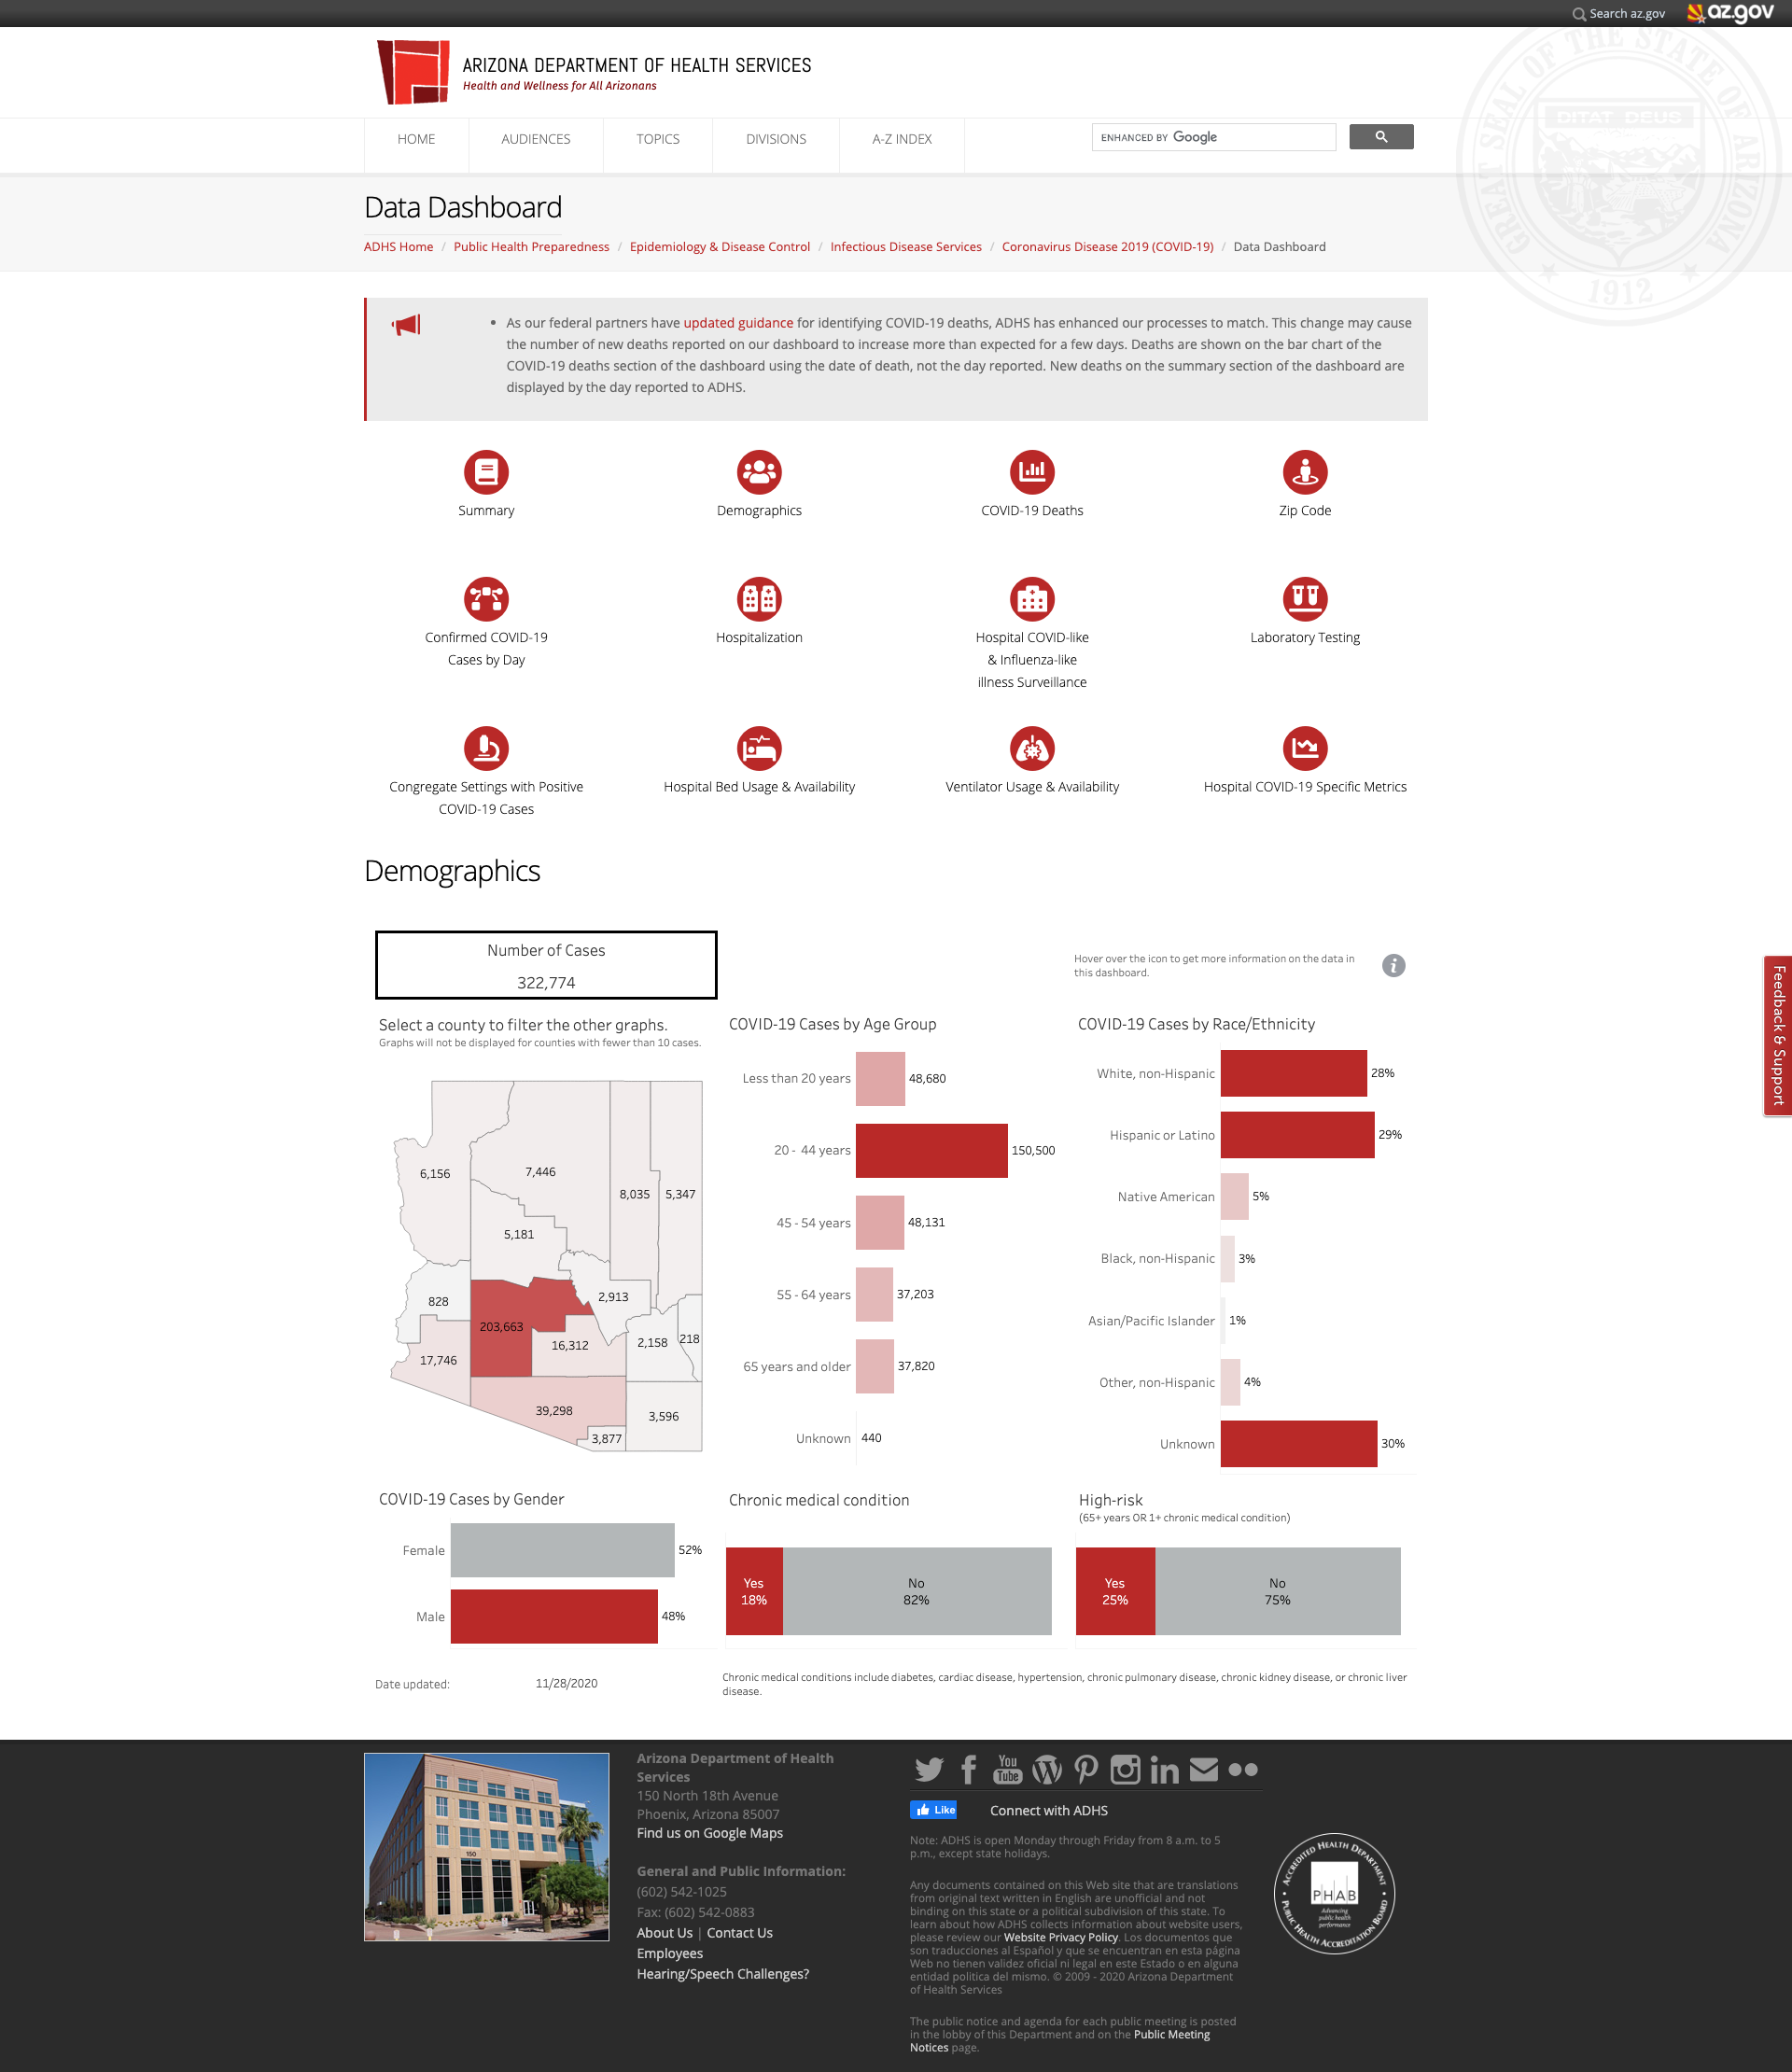 Search az.gov
az.gov
ARIZONA DEPARTMENT OF HEALTH SERVICES
Health and Wellness for All Arizonans
GREAT SEAL OF THE STATE OF ARIZONA
DITAT DEUS
1912
HOME
AUDIENCES
TOPICS
DIVISIONS
A-Z INDEX
ENHANCED BY Google
Data Dashboard
ADHS Home / Public Health Preparedness / Epidemiology & Disease Control / Infectious Disease Services / Coronavirus Disease 2019 (COVID-19) / Data Dashboard
• As our federal partners have updated guidance for identifying COVID-19 deaths, ADHS has enhanced our processes to match. This change may cause
the number of new deaths reported on our dashboard to increase more than expected for a few days. Deaths are shown on the bar chart of the
COVID-19 deaths section of the dashboard using the date of death, not the day reported. New deaths on the summary section of the dashboard are
displayed by the day reported to ADHS.
Summary
Demographics
COVID-19 Deaths
Zip Code
Confirmed COVID-19
Cases by Day
Hospitalization
Hospital COVID-like
& Influenza-like
illness Surveillance
Laboratory Testing
Congregate Settings with Positive
COVID-19 Cases
Hospital Bed Usage & Availability
Ventilator Usage & Availability
Hospital COVID-19 Specific Metrics
Demographics
Number of Cases
322,774
Hover over the icon to get more information on the data in
this dashboard.
Feedback & Support
Select a county to filter the other graphs.
Graphs will not be displayed for counties with fewer than 10 cases.
6,156
7,446
8,035
5,347
5,181
828
2,913
203,663
16,312
2,158
218
17,746
39,298
3,596
3,877
COVID-19 Cases by Age Group
Less than 20 years 48,680
20 - 44 years 150,500
45 - 54 years 48,131
55 - 64 years 37,203
65 years and older 37,820
Unknown 440
COVID-19 Cases by Race/Ethnicity
White, non-Hispanic 28%
Hispanic or Latino 29%
Native American 5%
Black, non-Hispanic 3%
Asian/Pacific Islander 1%
Other, non-Hispanic 4%
Unknown 30%
COVID-19 Cases by Gender
Female 52%
Male 48%
Chronic medical condition
Yes
18%
No
82%
High-risk
(65+ years OR 1+ chronic medical condition)
Yes
25%
No
75%
Date updated: 11/28/2020
Chronic medical conditions include diabetes, cardiac disease, hypertension, chronic pulmonary disease, chronic kidney disease, or chronic liver
disease.
150
Arizona Department of Health
Services
150 North 18th Avenue
Phoenix, Arizona 85007
Find us on Google Maps
General and Public Information:
(602) 542-1025
Fax: (602) 542-0883
About Us | Contact Us
Employees
Hearing/Speech Challenges?
You
Tube
Like
Connect with ADHS
Note: ADHS is open Monday through Friday from 8 a.m. to 5
p.m., except state holidays.
Any documents contained on this Web site that are translations
from original text written in English are unofficial and not
binding on this state or a political subdivision of this state. To
learn about how ADHS collects information about website users,
please review our Website Privacy Policy. Los documentos que
son traducciones al Español y que se encuentran en esta página
Web no tienen validez oficial ni legal en este Estado o en alguna
entidad politica del mismo. © 2009 - 2020 Arizona Department
of Health Services
The public notice and agenda for each public meeting is posted
in the lobby of this Department and on the Public Meeting
Notices page.
ACCREDITED HEALTH DEPARTMENT
PHAB
Advancing
public health
performance
PUBLIC HEALTH ACCREDITATION BOARD